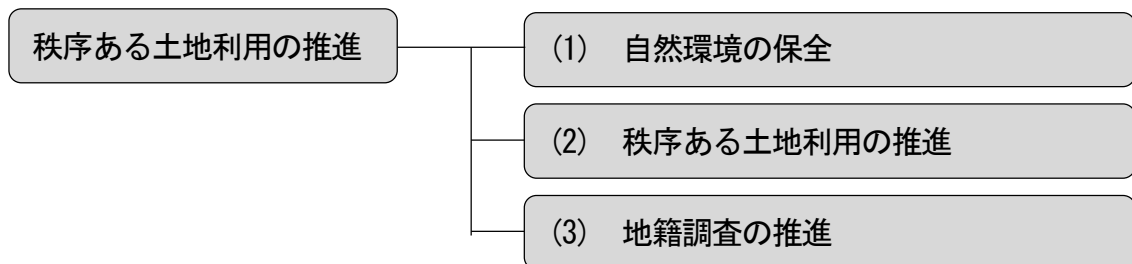 秩序ある土地利用の推進
(1) 自然環境の保全
(2) 秩序ある土地利用の推進
(3) 地籍調査の推進